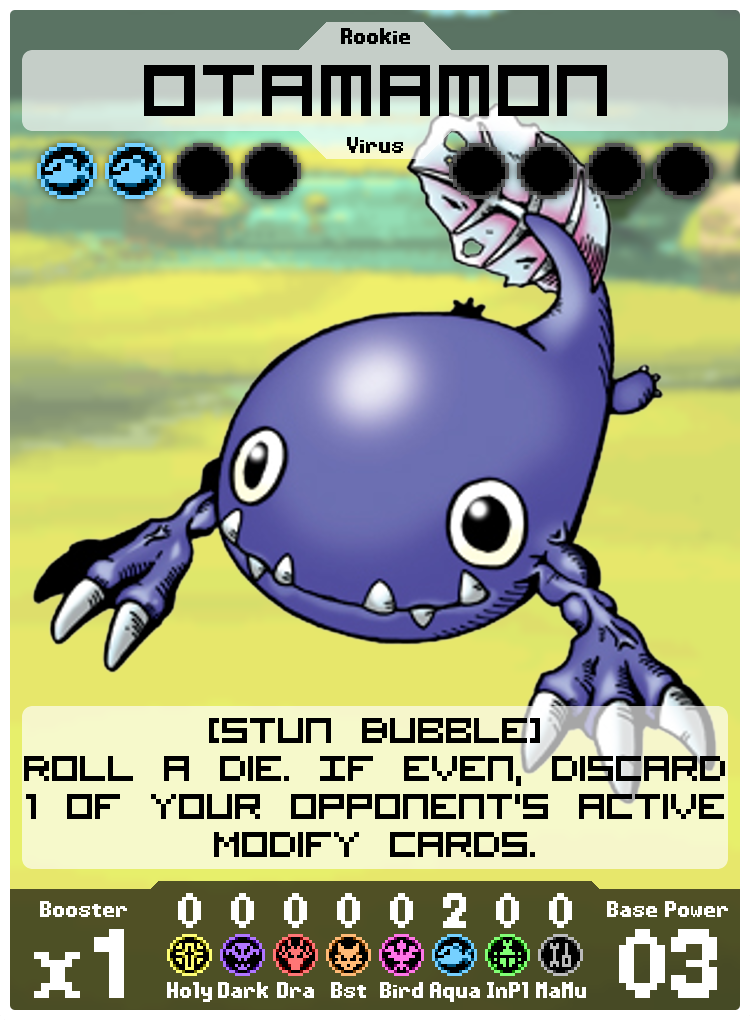 Rookie
OTAMAMON
Virus
[STUN BUBBLE]
ROLL A DIE. IF EVEN, DISCARD
1 OF YOUR OPPONENT'S ACTIVE
MODIFY CARDS.
Booster 0 0 0 0 0 2 0 0 Base Power
x1 03
Holy Dark Dra Bst Bird Aqua InPl MaMu